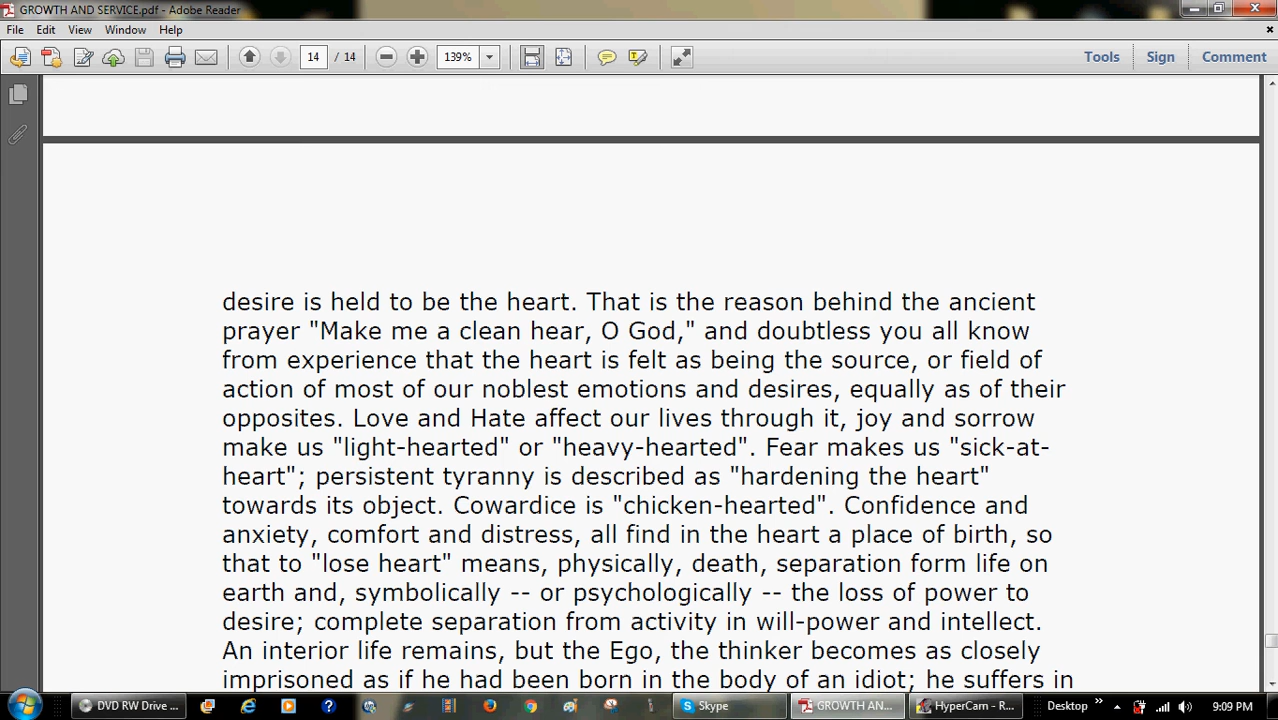 GROWTH AND SERVICE.pdf - Adobe Reader
File Edit View Window Help
14 / 14 139% Tools Sign Comment
desire is held to be the heart. That is the reason behind the ancient
prayer "Make me a clean hear, O God," and doubtless you all know
from experience that the heart is felt as being the source, or field of
action of most of our noblest emotions and desires, equally as of their
opposites. Love and Hate affect our lives through it, joy and sorrow
make us "light-hearted" or "heavy-hearted". Fear makes us "sick-at-
heart"; persistent tyranny is described as "hardening the heart"
towards its object. Cowardice is "chicken-hearted". Confidence and
anxiety, comfort and distress, all find in the heart a place of birth, so
that to "lose heart" means, physically, death, separation form life on
earth and, symbolically -- or psychologically -- the loss of power to
desire; complete separation from activity in will-power and intellect.
An interior life remains, but the Ego, the thinker becomes as closely
imprisoned as if he had been born in the body of an idiot; he suffers in
DVD RW Drive ... Skype GROWTH AN... HyperCam - R... Desktop 9:09 PM